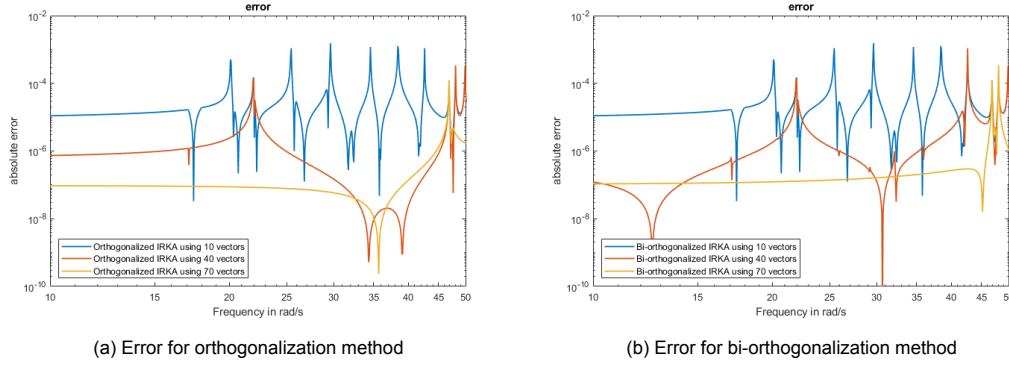 error
10^-2
10^-4
10^-6
10^-8
10^-10
absolute error
Orthogonalized IRKA using 10 vectors
Orthogonalized IRKA using 40 vectors
Orthogonalized IRKA using 70 vectors
10 15 20 25 30 35 40 45 50
Frequency in rad/s
(a) Error for orthogonalization method
error
10^-2
10^-4
10^-6
10^-8
10^-10
absolute error
Bi-orthogonalized IRKA using 10 vectors
Bi-orthogonalized IRKA using 40 vectors
Bi-orthogonalized IRKA using 70 vectors
10 15 20 25 30 35 40 45 50
Frequency in rad/s
(b) Error for bi-orthogonalization method